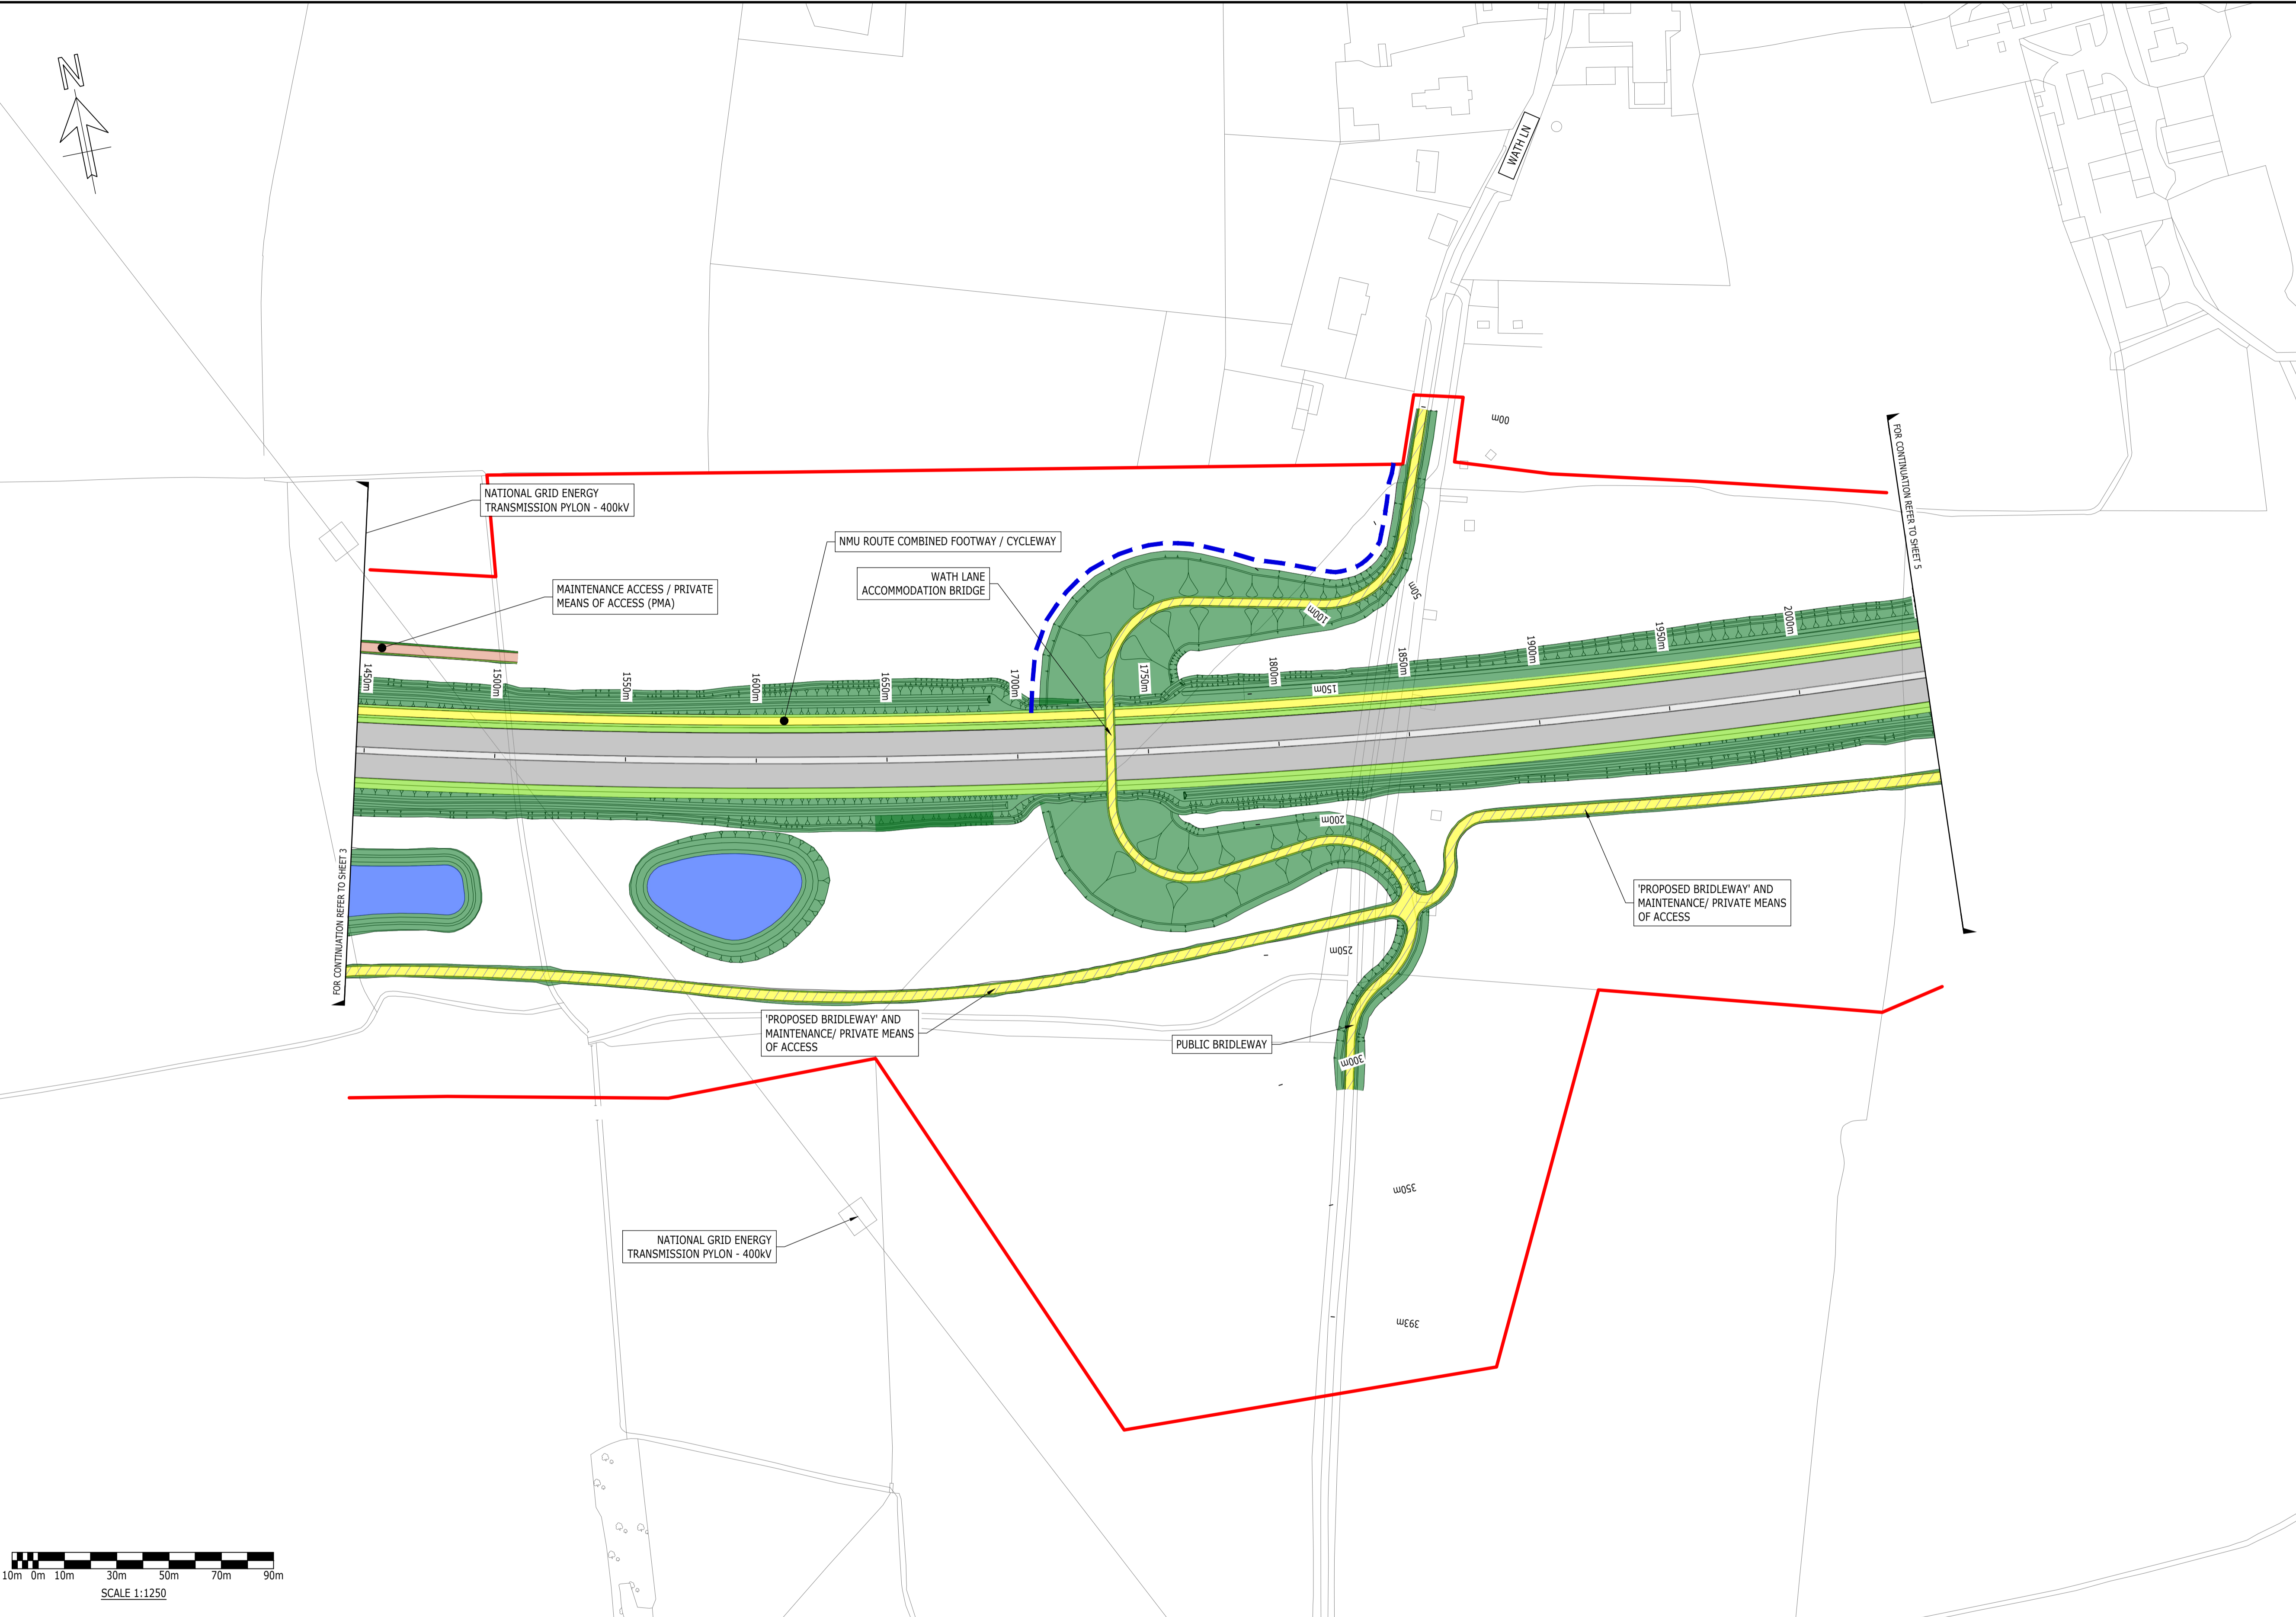 N
WATH LN
00m
FOR CONTINUATION REFER TO SHEET 5
NATIONAL GRID ENERGY
TRANSMISSION PYLON - 400kV
NMU ROUTE COMBINED FOOTWAY / CYCLEWAY
WATH LANE
ACCOMMODATION BRIDGE
MAINTENANCE ACCESS / PRIVATE
MEANS OF ACCESS (PMA)
50m
100m
1450m
1500m
1550m
1600m
1650m
1700m
1750m
1800m
1850m
1900m
1950m
2000m
150m
200m
FOR CONTINUATION REFER TO SHEET 3
'PROPOSED BRIDLEWAY' AND
MAINTENANCE/ PRIVATE MEANS
OF ACCESS
250m
'PROPOSED BRIDLEWAY' AND
MAINTENANCE/ PRIVATE MEANS
OF ACCESS
PUBLIC BRIDLEWAY
300m
350m
NATIONAL GRID ENERGY
TRANSMISSION PYLON - 400kV
393m
10m 0m 10m 30m 50m 70m 90m
SCALE 1:1250